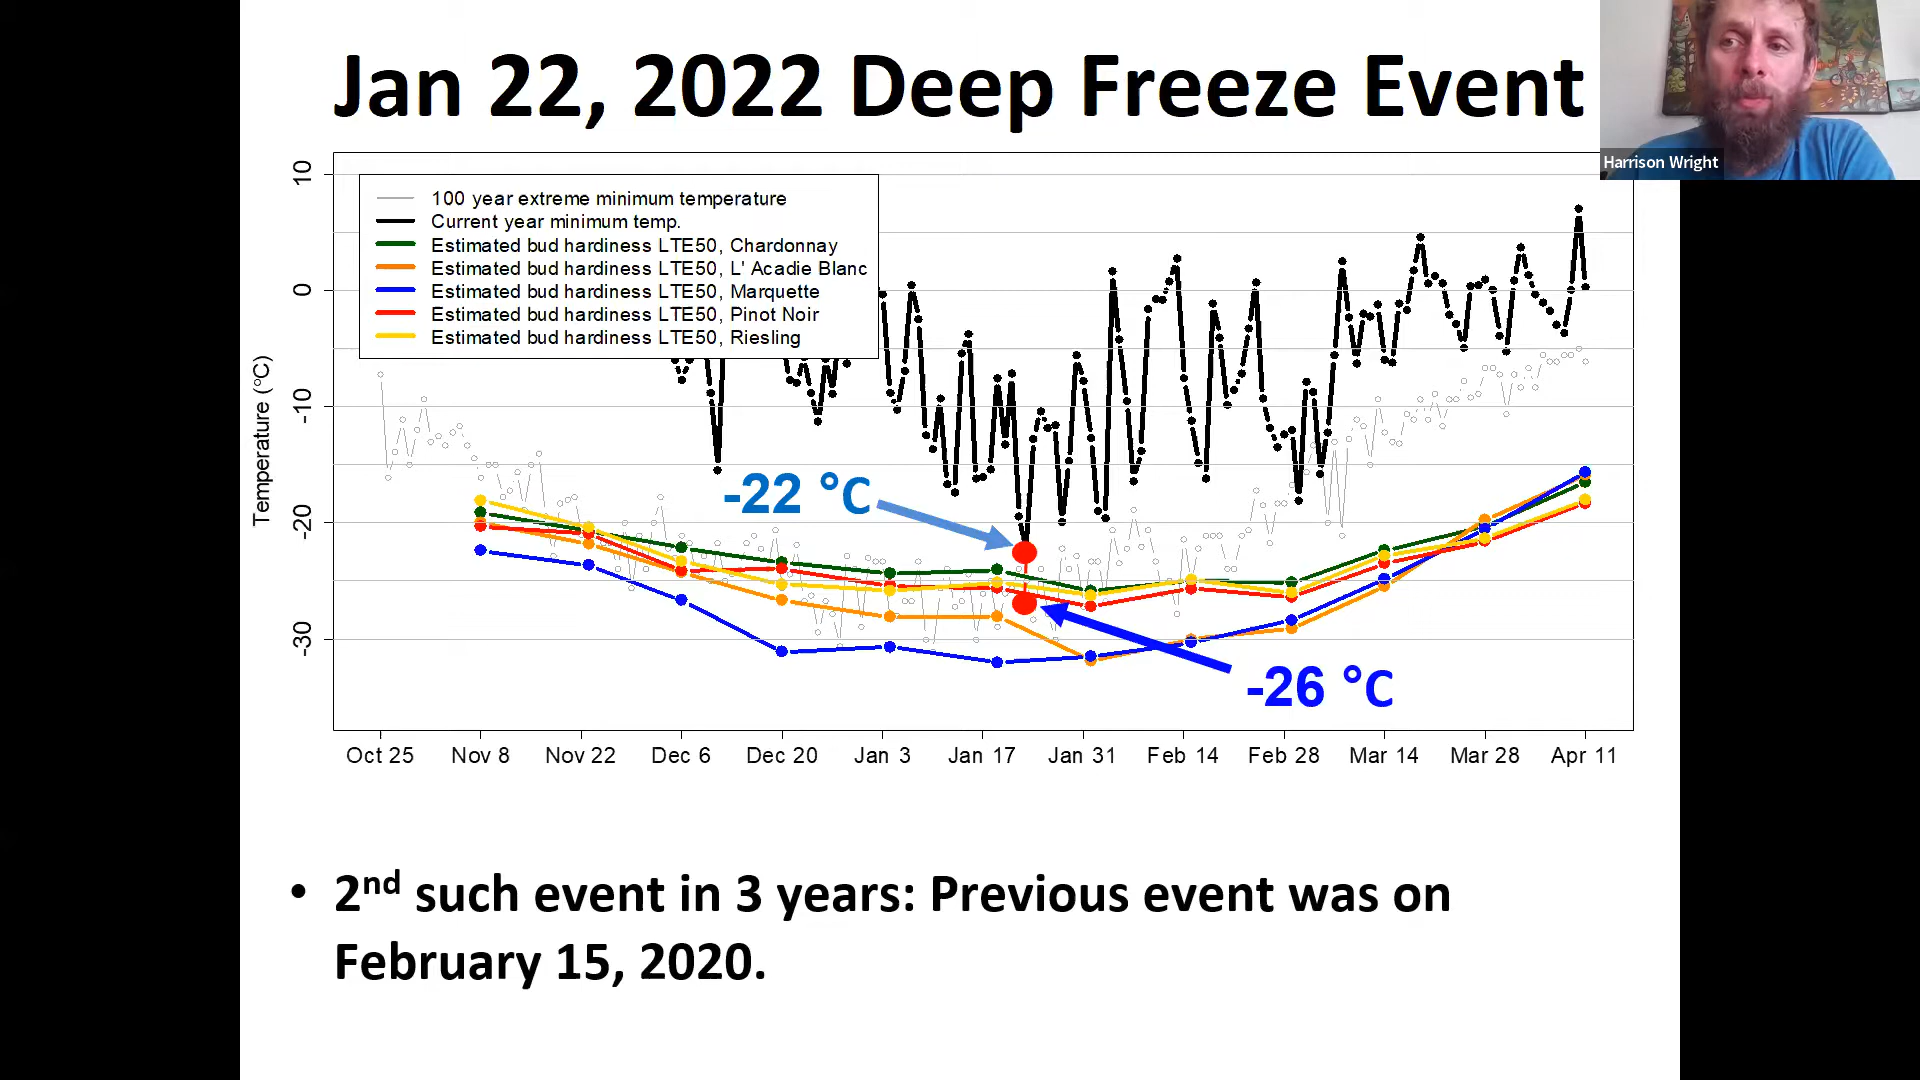 Jan 22, 2022 Deep Freeze Event
Harrison Wright
100 year extreme minimum temperature
Current year minimum temp.
Estimated bud hardiness LTE50, Chardonnay
Estimated bud hardiness LTE50, L' Acadie Blanc
Estimated bud hardiness LTE50, Marquette
Estimated bud hardiness LTE50, Pinot Noir
Estimated bud hardiness LTE50, Riesling
Temperature (°C)
10
0
-10
-20
-30
-22 °C
-26 °C
Oct 25 Nov 8 Nov 22 Dec 6 Dec 20 Jan 3 Jan 17 Jan 31 Feb 14 Feb 28 Mar 14 Mar 28 Apr 11
• 2nd such event in 3 years: Previous event was on
February 15, 2020.